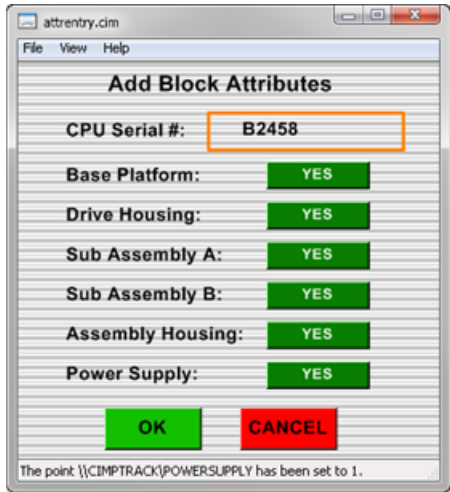 attrentry.cim
File View Help
Add Block Attributes
CPU Serial #: B2458
Base Platform: YES
Drive Housing: YES
Sub Assembly A: YES
Sub Assembly B: YES
Assembly Housing: YES
Power Supply: YES
OK CANCEL
The point \\CIMPTRACK\POWERSUPPLY has been set to 1.